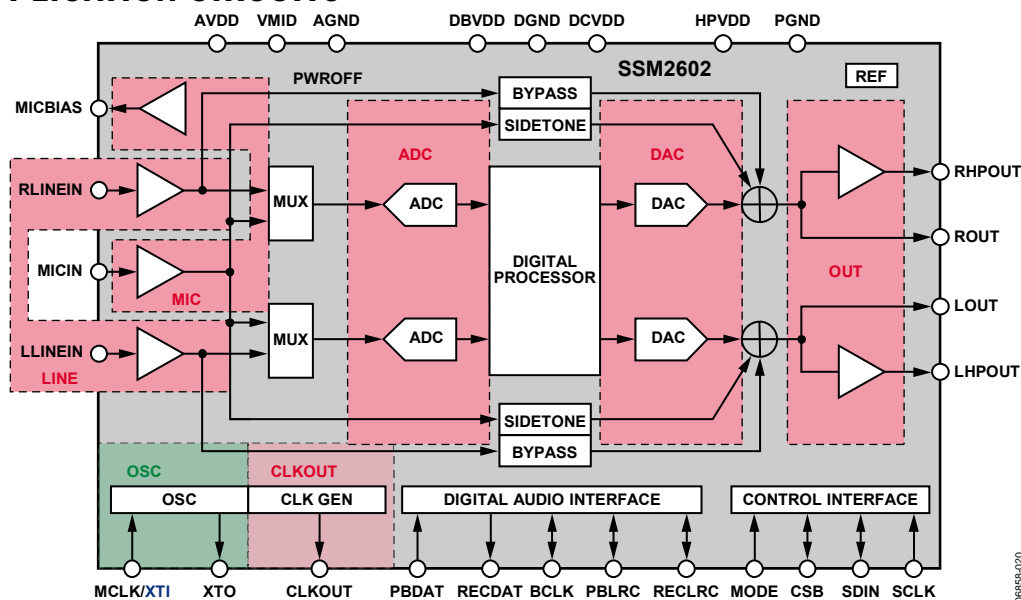 AVDD VMID AGND DBVDD DGND DCVDD HPVDD PGND
SSM2602
REF
PWROFF
BYPASS
SIDETONE
MICBIAS
ADC
DAC
RLINEIN
MUX
ADC
DAC
RHPOUT
ROUT
MICIN
MIC
DIGITAL
PROCESSOR
OUT
LOUT
LLINEIN
LINE
MUX
ADC
DAC
LHPOUT
SIDETONE
BYPASS
OSC
CLKOUT
OSC
CLK GEN
DIGITAL AUDIO INTERFACE
CONTROL INTERFACE
MCLK/XTI XTO CLKOUT PBDAT RECDAT BCLK PBLRC RECLRC MODE CSB SDIN SCLK
06858-020